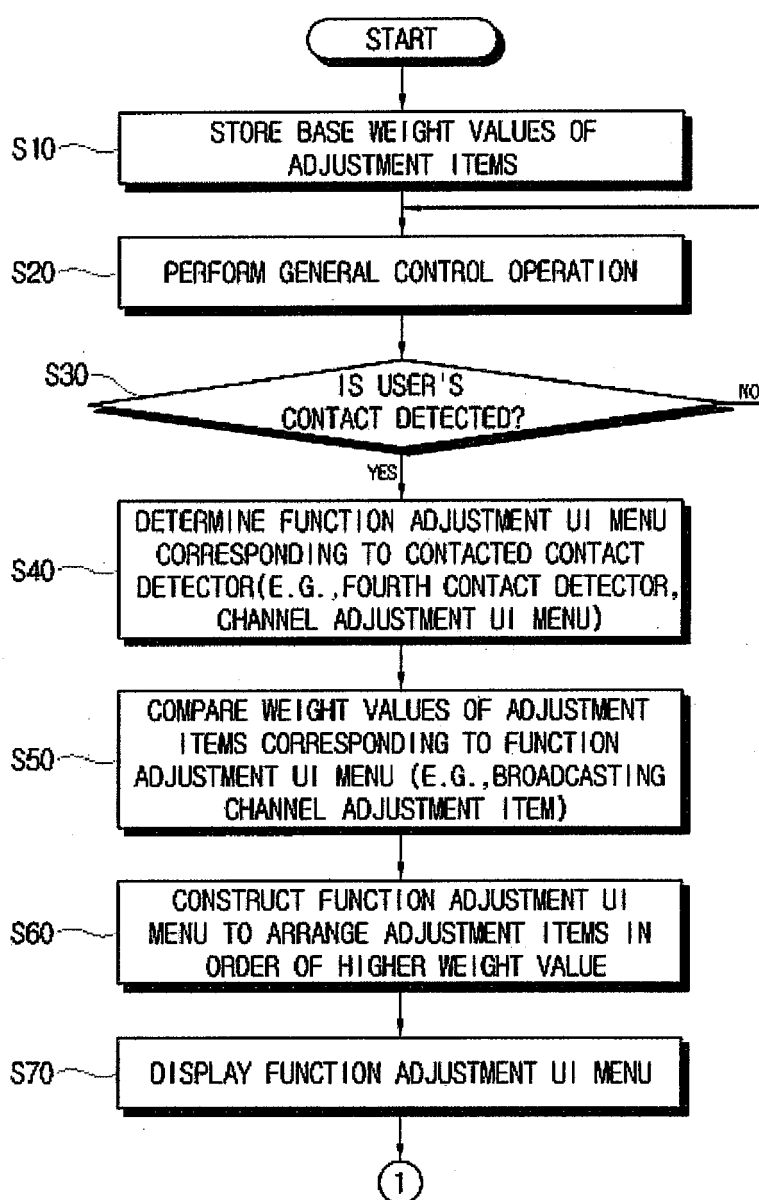 START
S10
STORE BASE WEIGHT VALUES OF
ADJUSTMENT ITEMS
S20
PERFORM GENERAL CONTROL OPERATION
S30
IS USER'S
CONTACT DETECTED?
NO
YES
S40
DETERMINE FUNCTION ADJUSTMENT UI MENU
CORRESPONDING TO CONTACTED CONTACT
DETECTOR(E.G.,FOURTH CONTACT DETECTOR,
CHANNEL ADJUSTMENT UI MENU)
S50
COMPARE WEIGHT VALUES OF ADJUSTMENT
ITEMS CORRESPONDING TO FUNCTION
ADJUSTMENT UI MENU (E.G.,BROADCASTING
CHANNEL ADJUSTMENT ITEM)
S60
CONSTRUCT FUNCTION ADJUSTMENT UI
MENU TO ARRANGE ADJUSTMENT ITEMS IN
ORDER OF HIGHER WEIGHT VALUE
S70
DISPLAY FUNCTION ADJUSTMENT UI MENU
1